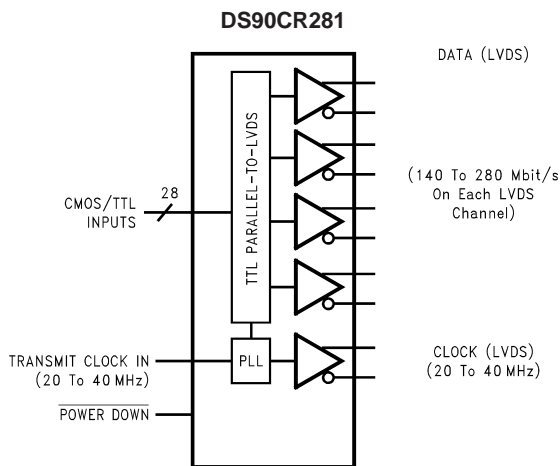 DS90CR281
DATA (LVDS)
TTL PARALLEL-TO-LVDS
28
CMOS/TTL
INPUTS
(140 To 280 Mbit/s
On Each LVDS
Channel)
TRANSMIT CLOCK IN
(20 To 40 MHz)
PLL
CLOCK (LVDS)
(20 To 40 MHz)
POWER DOWN